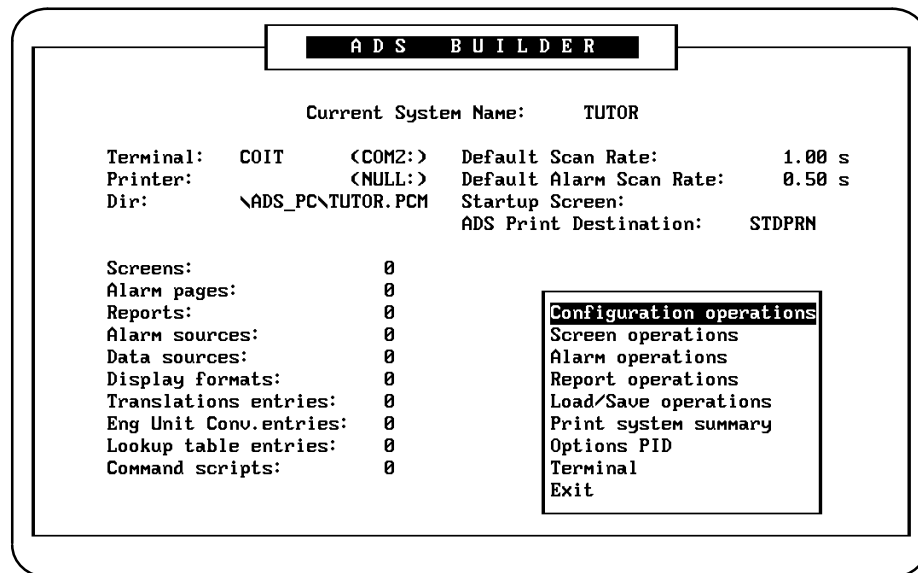 ADS BUILDER
Current System Name: TUTOR
Terminal: COIT (COM2:) Default Scan Rate: 1.00 s
Printer: (NULL:) Default Alarm Scan Rate: 0.50 s
Dir: \ADS_PC\TUTOR.PCM Startup Screen:
ADS Print Destination: STDPRN
Screens: 0
Alarm pages: 0
Reports: 0
Alarm sources: 0
Data sources: 0
Display formats: 0
Translations entries: 0
Eng Unit Conv.entries: 0
Lookup table entries: 0
Command scripts: 0
Configuration operations
Screen operations
Alarm operations
Report operations
Load/Save operations
Print system summary
Options PID
Terminal
Exit